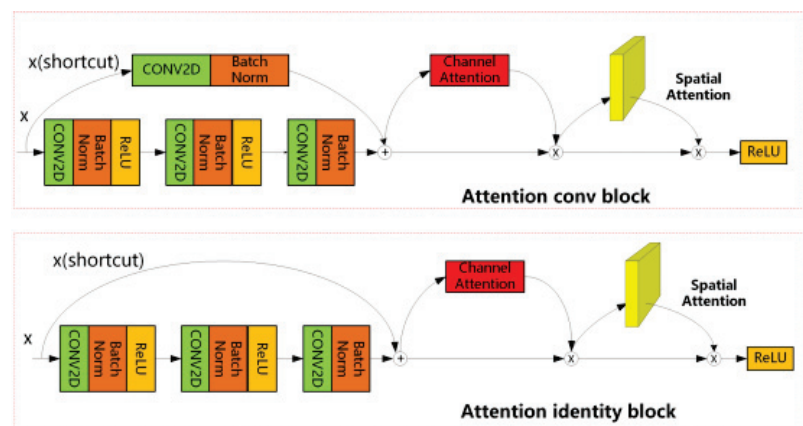 x(shortcut)
CONV2D
Batch
Norm
Channel
Attention
Spatial
Attention
x
CONV2D
Batch
Norm
ReLU
CONV2D
Batch
Norm
ReLU
CONV2D
Batch
Norm
+
x
x
ReLU
Attention conv block
x(shortcut)
Channel
Attention
Spatial
Attention
x
CONV2D
Batch
Norm
ReLU
CONV2D
Batch
Norm
ReLU
CONV2D
Batch
Norm
+
x
x
ReLU
Attention identity block